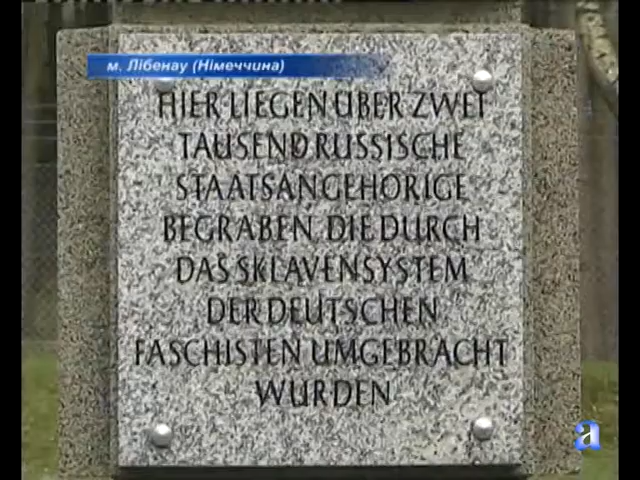 м. Лібенау (Німеччина)
HIER LIEGEN ÜBER ZWEI
TAUSEND RUSSISCHE
STAATSANGEHÖRIGE
BEGRABEN, DIE DURCH
DAS SKLAVENSYSTEM
DER DEUTSCHEN
FASCHISTEN UMGEBRACHT
WURDEN
a